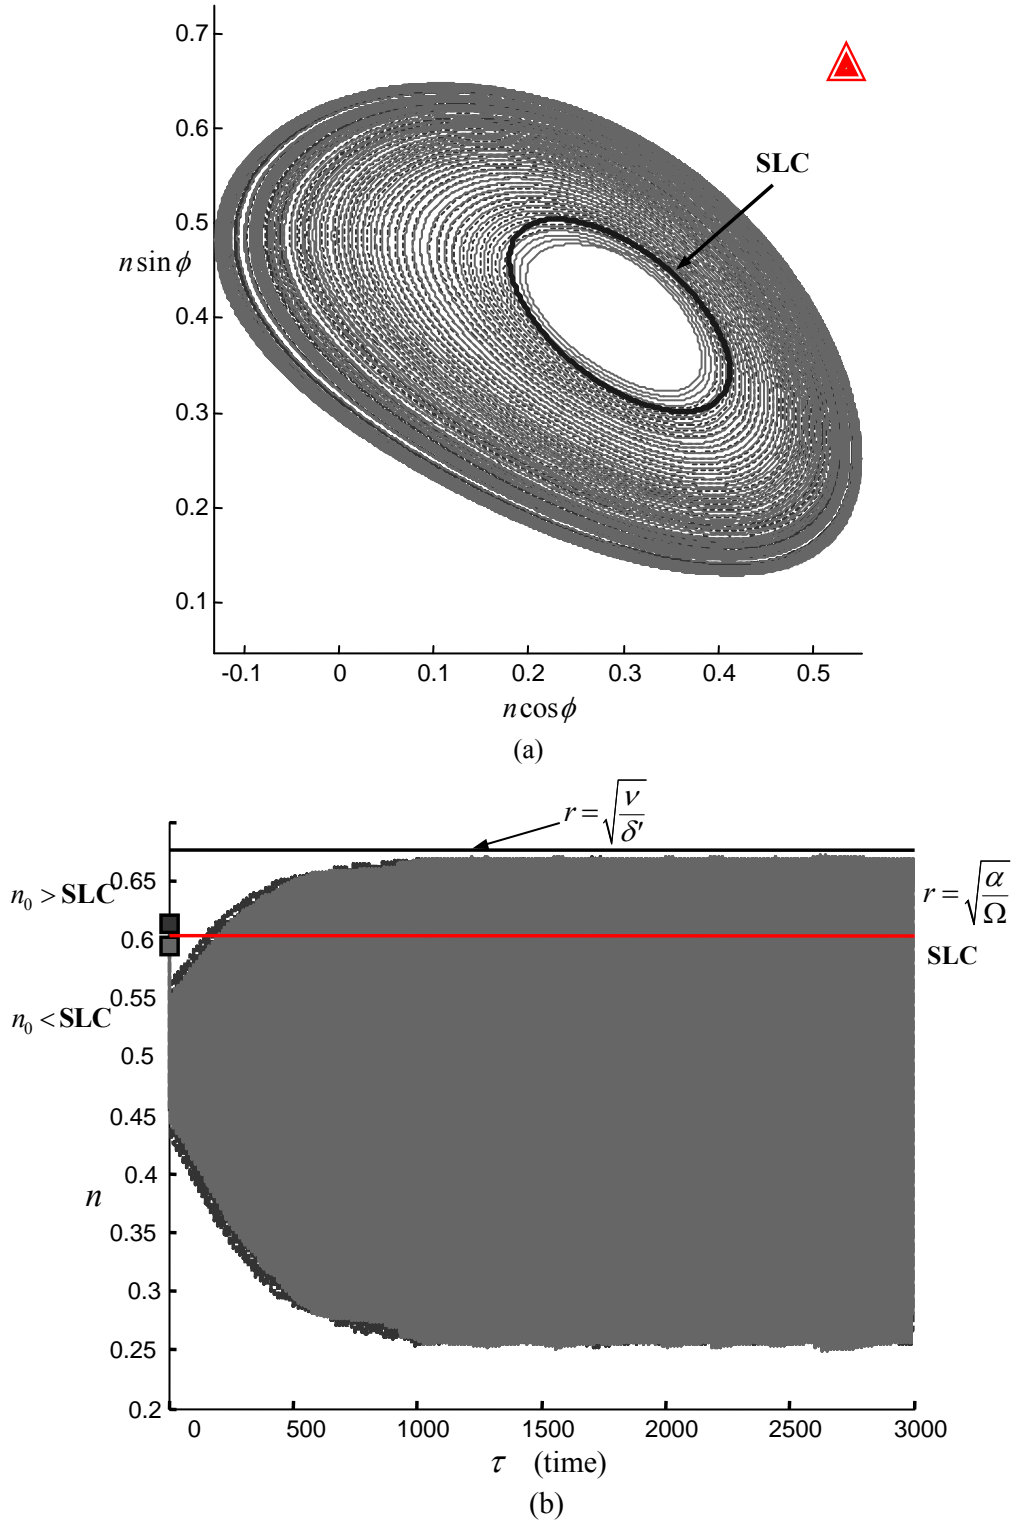 0.7
0.6
SLC
0.5
n sin ϕ
0.4
0.3
0.2
0.1
-0.1 0 0.1 0.2 0.3 0.4 0.5
n cos ϕ
(a)
r = √(ν/δ′)
0.65
n₀ > SLC
r = √(α/Ω)
0.6
SLC
0.55
n₀ < SLC
0.5
0.45
0.4
n
0.35
0.3
0.25
0.2
0 500 1000 1500 2000 2500 3000
τ (time)
(b)